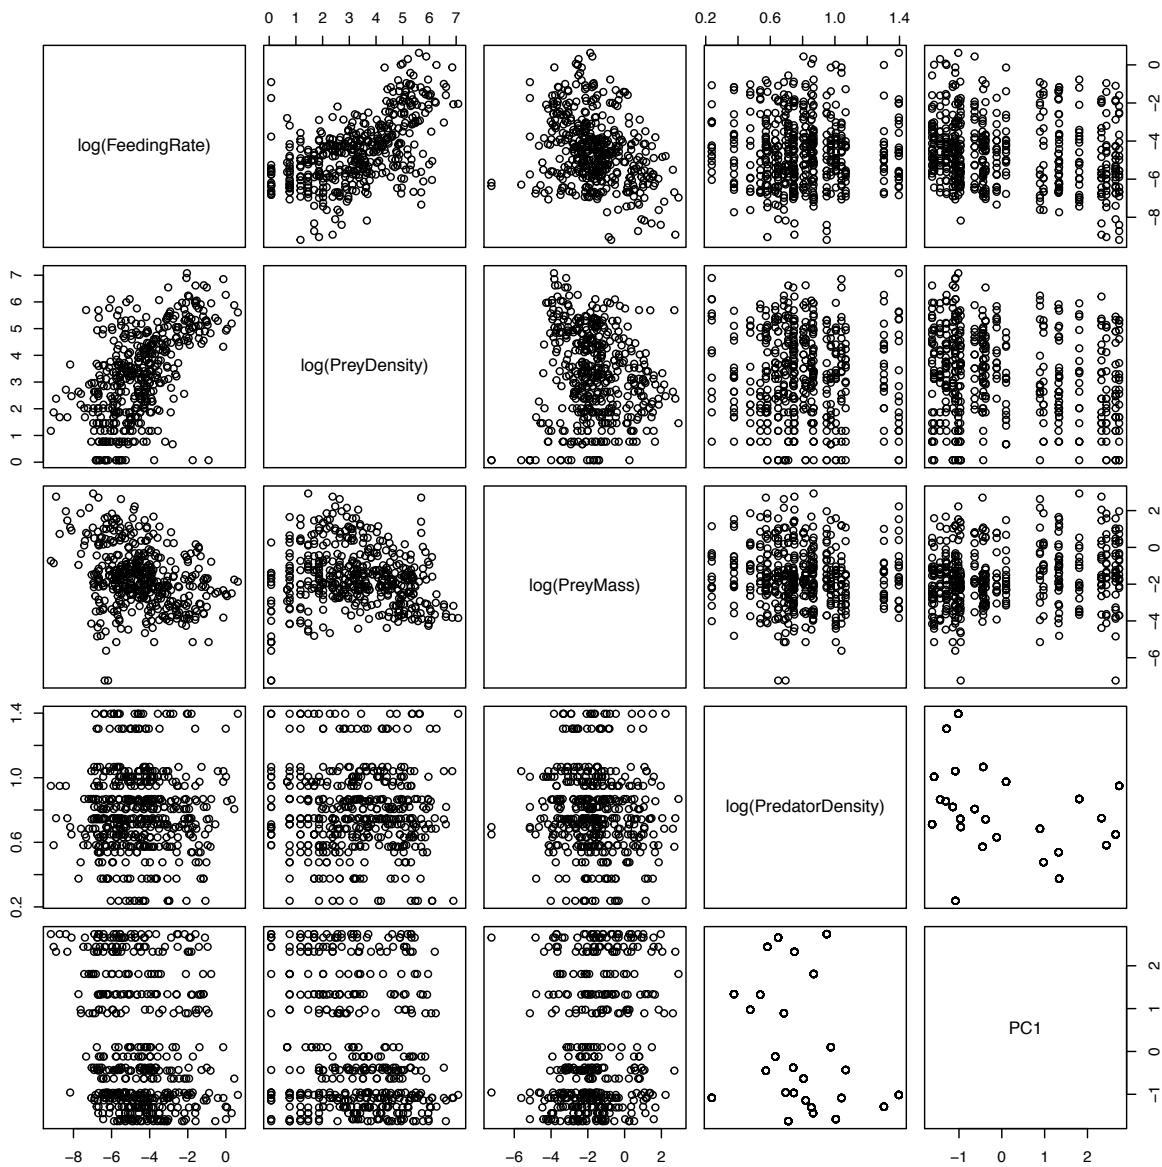 0 1 2 3 4 5 6 7
0.2 0.6 1.0 1.4
log(FeedingRate)
0 −2 −4 −6 −8
7 6 5 4 3 2 1 0
log(PreyDensity)
log(PreyMass)
2 0 −2 −4 −6
1.4 1.0 0.6 0.2
log(PredatorDensity)
PC1
2 1 0 −1
−8 −6 −4 −2 0
−6 −4 −2 0 2
−1 0 1 2